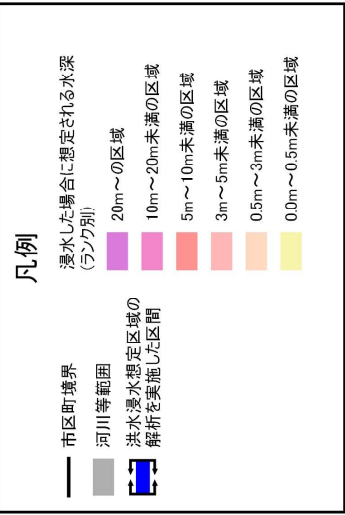 凡例
市区町境界
河川等範囲
洪水浸水想定区域の
解析を実施した区間
浸水した場合に想定される水深
(ランク別)
20m~の区域
10m~20m未満の区域
5m~10m未満の区域
3m~5m未満の区域
0.5m~3m未満の区域
0.0m~0.5m未満の区域